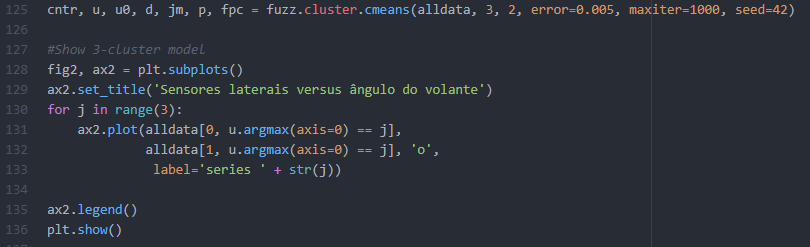 125 cntr, u, u0, d, jm, p, fpc = fuzz.cluster.cmeans(alldata, 3, 2, error=0.005, maxiter=1000, seed=42)
126
127 #Show 3-cluster model
128 fig2, ax2 = plt.subplots()
129 ax2.set_title('Sensores laterais versus ângulo do volante')
130 for j in range(3):
131     ax2.plot(alldata[0, u.argmax(axis=0) == j],
132              alldata[1, u.argmax(axis=0) == j], 'o',
133               label='series ' + str(j))
134
135 ax2.legend()
136 plt.show()